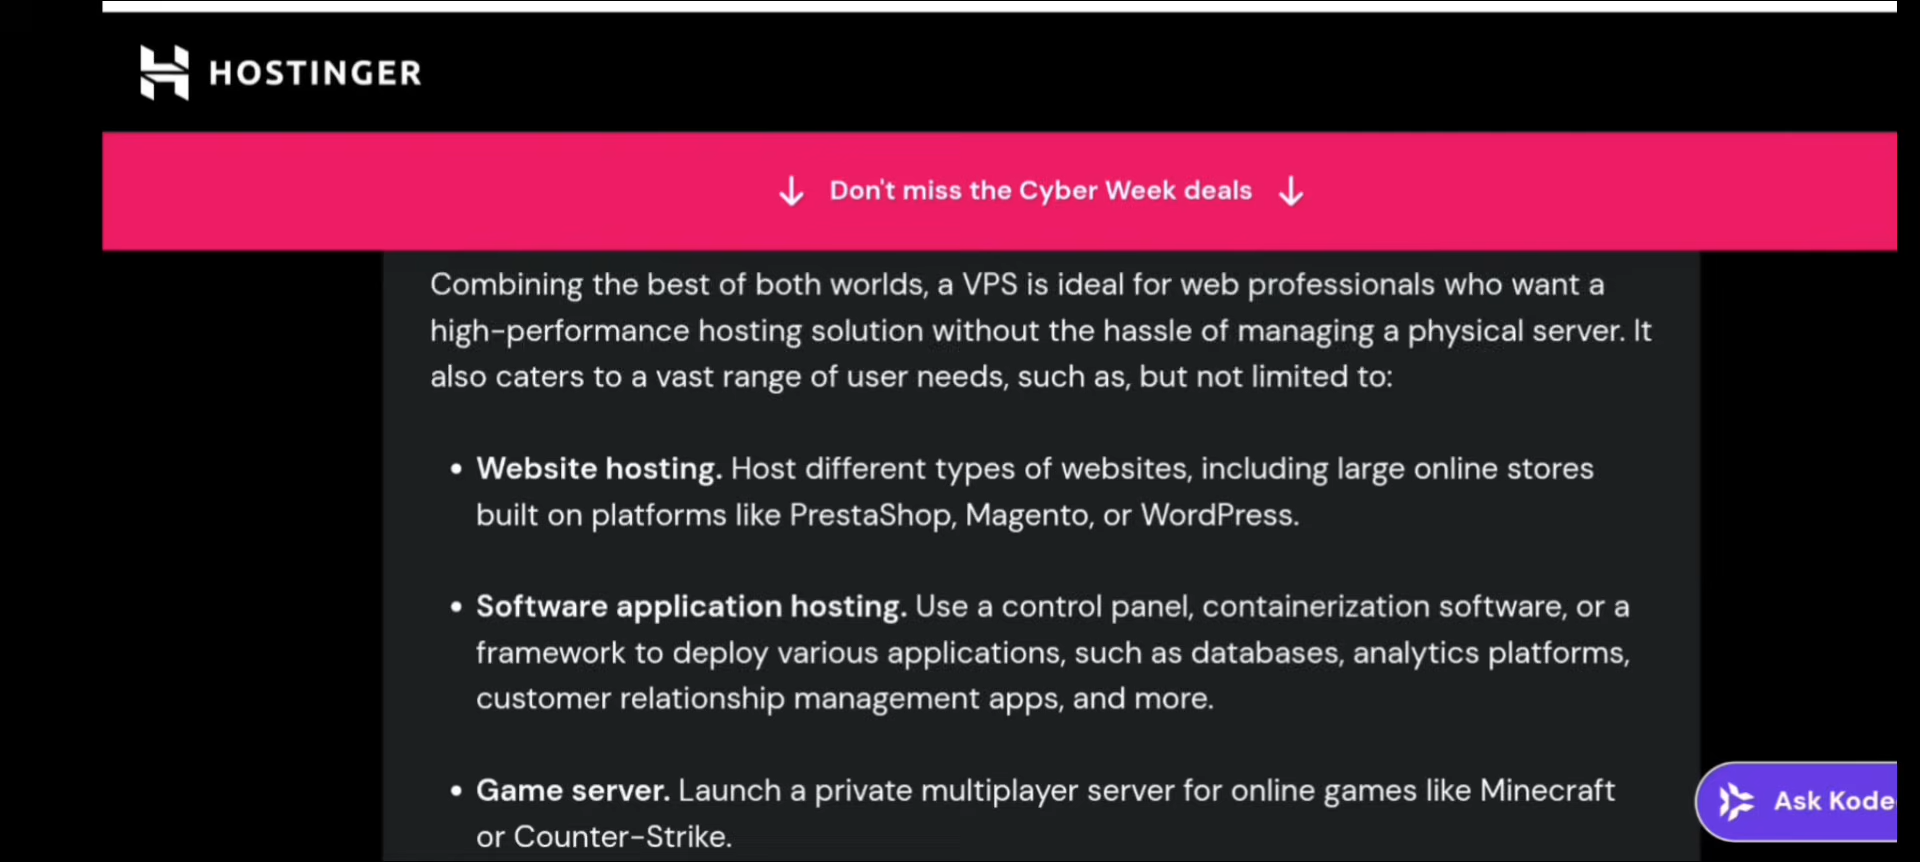 HOSTINGER
↓ Don't miss the Cyber Week deals ↓
Combining the best of both worlds, a VPS is ideal for web professionals who want a
high-performance hosting solution without the hassle of managing a physical server. It
also caters to a vast range of user needs, such as, but not limited to:
• Website hosting. Host different types of websites, including large online stores
built on platforms like PrestaShop, Magento, or WordPress.
• Software application hosting. Use a control panel, containerization software, or a
framework to deploy various applications, such as databases, analytics platforms,
customer relationship management apps, and more.
• Game server. Launch a private multiplayer server for online games like Minecraft
or Counter-Strike.
Ask Kode